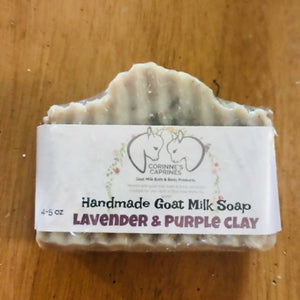 CORINNE'S
CAPRINES
Goat Milk Bath & Body Products
4-5 oz
Handmade Goat Milk Soap
LAVENDER & PURPLE CLAY